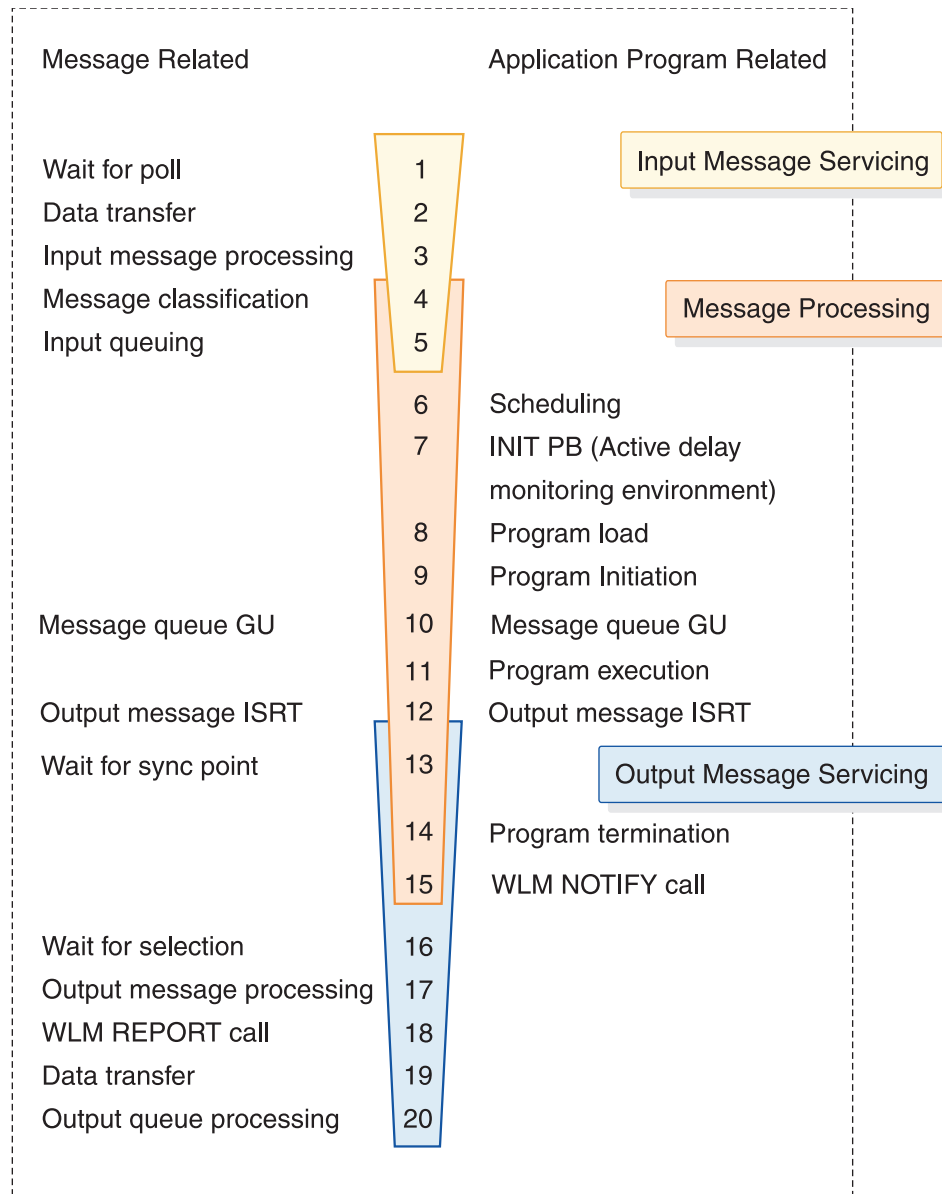 Message Related Application Program Related
Input Message Servicing
Wait for poll 1
Data transfer 2
Input message processing 3
Message classification 4
Message Processing
Input queuing 5
6 Scheduling
7 INIT PB (Active delay
monitoring environment)
8 Program load
9 Program Initiation
Message queue GU 10 Message queue GU
11 Program execution
Output message ISRT 12 Output message ISRT
Wait for sync point 13
Output Message Servicing
14 Program termination
15 WLM NOTIFY call
Wait for selection 16
Output message processing 17
WLM REPORT call 18
Data transfer 19
Output queue processing 20